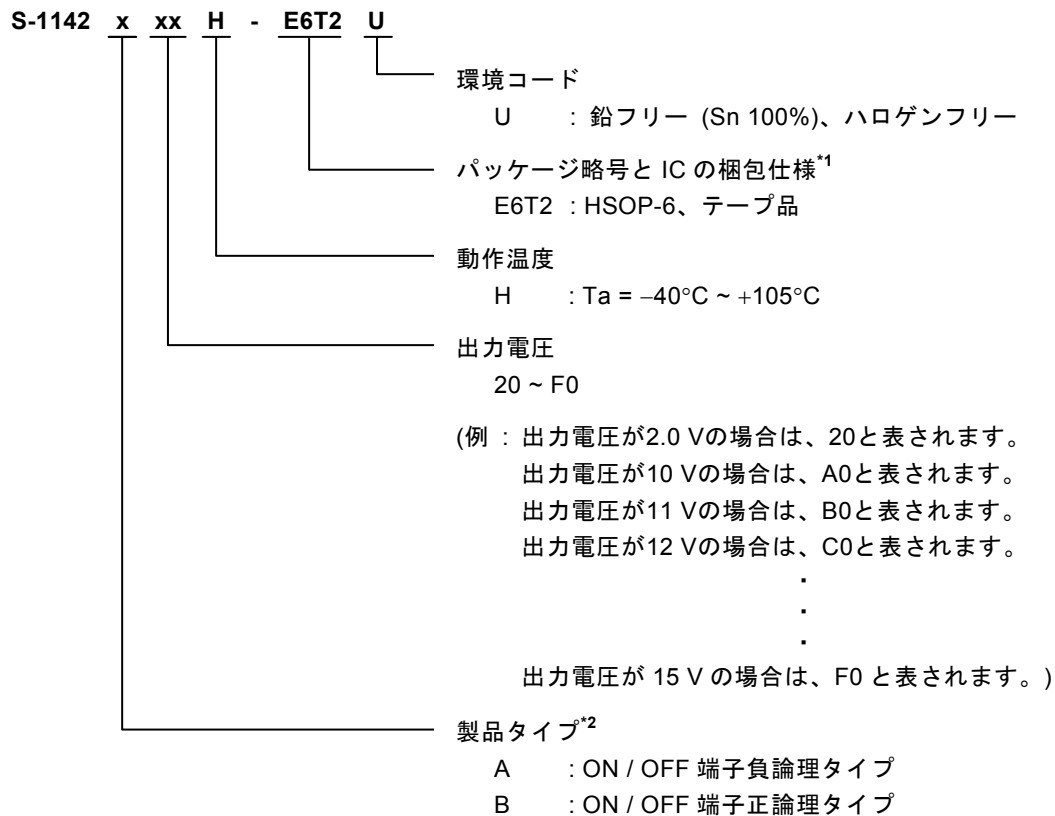 S-1142 x xx H - E6T2 U
環境コード
U : 鉛フリー (Sn 100%)、ハロゲンフリー
パッケージ略号と IC の梱包仕様*1
E6T2 : HSOP-6、テープ品
動作温度
H : Ta = −40°C ~ +105°C
出力電圧
20 ~ F0
(例 : 出力電圧が2.0 Vの場合は、20と表されます。
出力電圧が10 Vの場合は、A0と表されます。
出力電圧が11 Vの場合は、B0と表されます。
出力電圧が12 Vの場合は、C0と表されます。
・
・
・
出力電圧が 15 V の場合は、F0 と表されます。)
製品タイプ*2
A : ON / OFF 端子負論理タイプ
B : ON / OFF 端子正論理タイプ